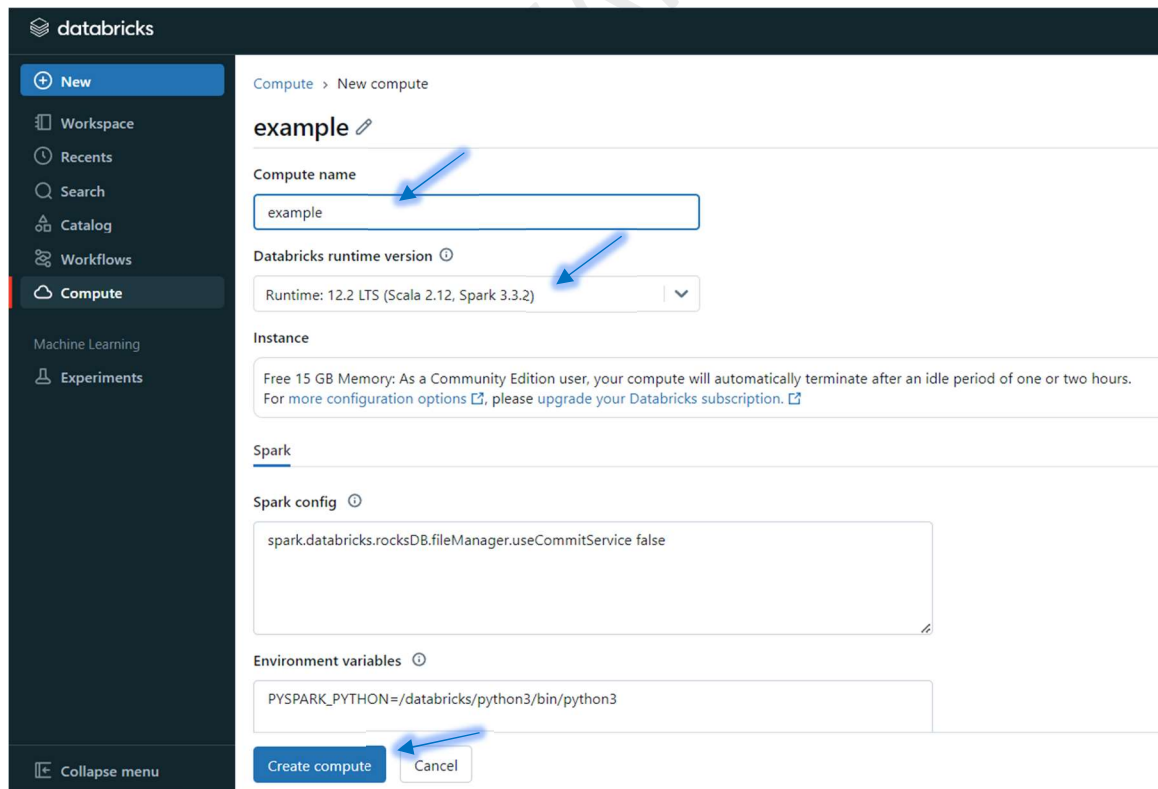 databricks
New
Workspace
Recents
Search
Catalog
Workflows
Compute
Machine Learning
Experiments
Collapse menu
Compute > New compute
example
Compute name
example
Databricks runtime version
Runtime: 12.2 LTS (Scala 2.12, Spark 3.3.2)
Instance
Free 15 GB Memory: As a Community Edition user, your compute will automatically terminate after an idle period of one or two hours.
For more configuration options, please upgrade your Databricks subscription.
Spark
Spark config
spark.databricks.rocksDB.fileManager.useCommitService false
Environment variables
PYSPARK_PYTHON=/databricks/python3/bin/python3
Create compute
Cancel